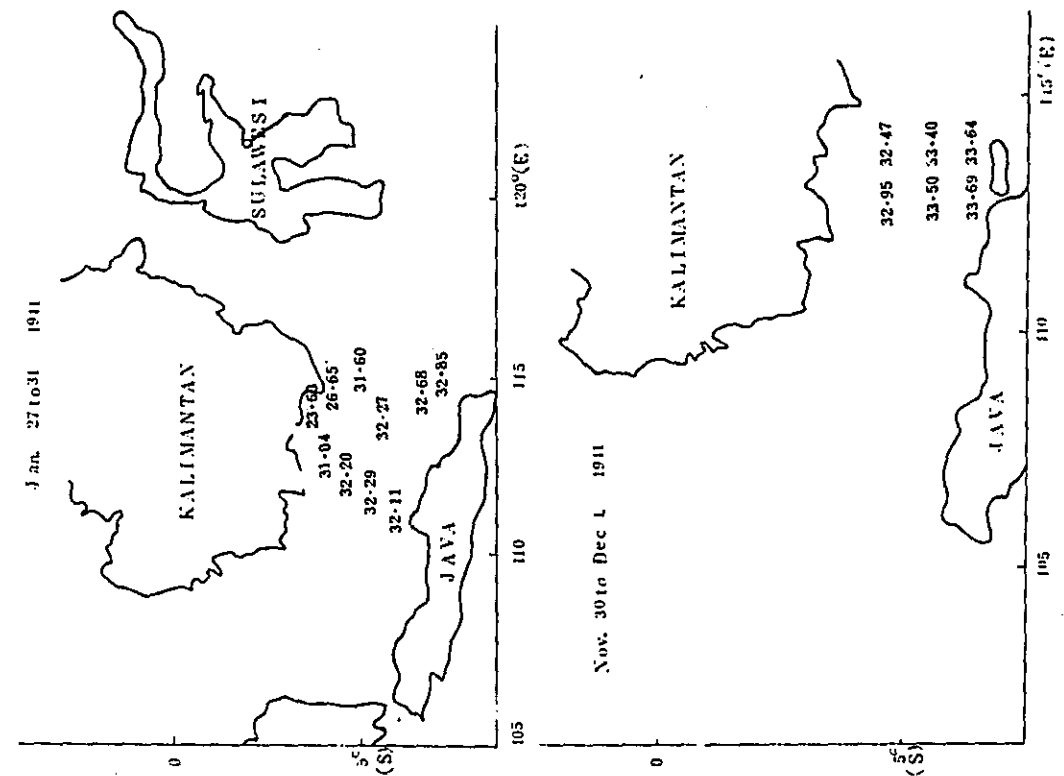 Jan. 27 to 31 1911
KALIMANTAN
SULAWESI
23·60
26·65
31·04
31·60
32·20
32·27
32·29
32·11
32·68
32·85
JAVA
0
5°
(S)
105
110
115
120°(E)
Nov. 30 to Dec 1 1911
KALIMANTAN
32·95 32·47
33·50 33·40
33·69 33·64
JAVA
0
5°
(S)
105
110
115°(E)